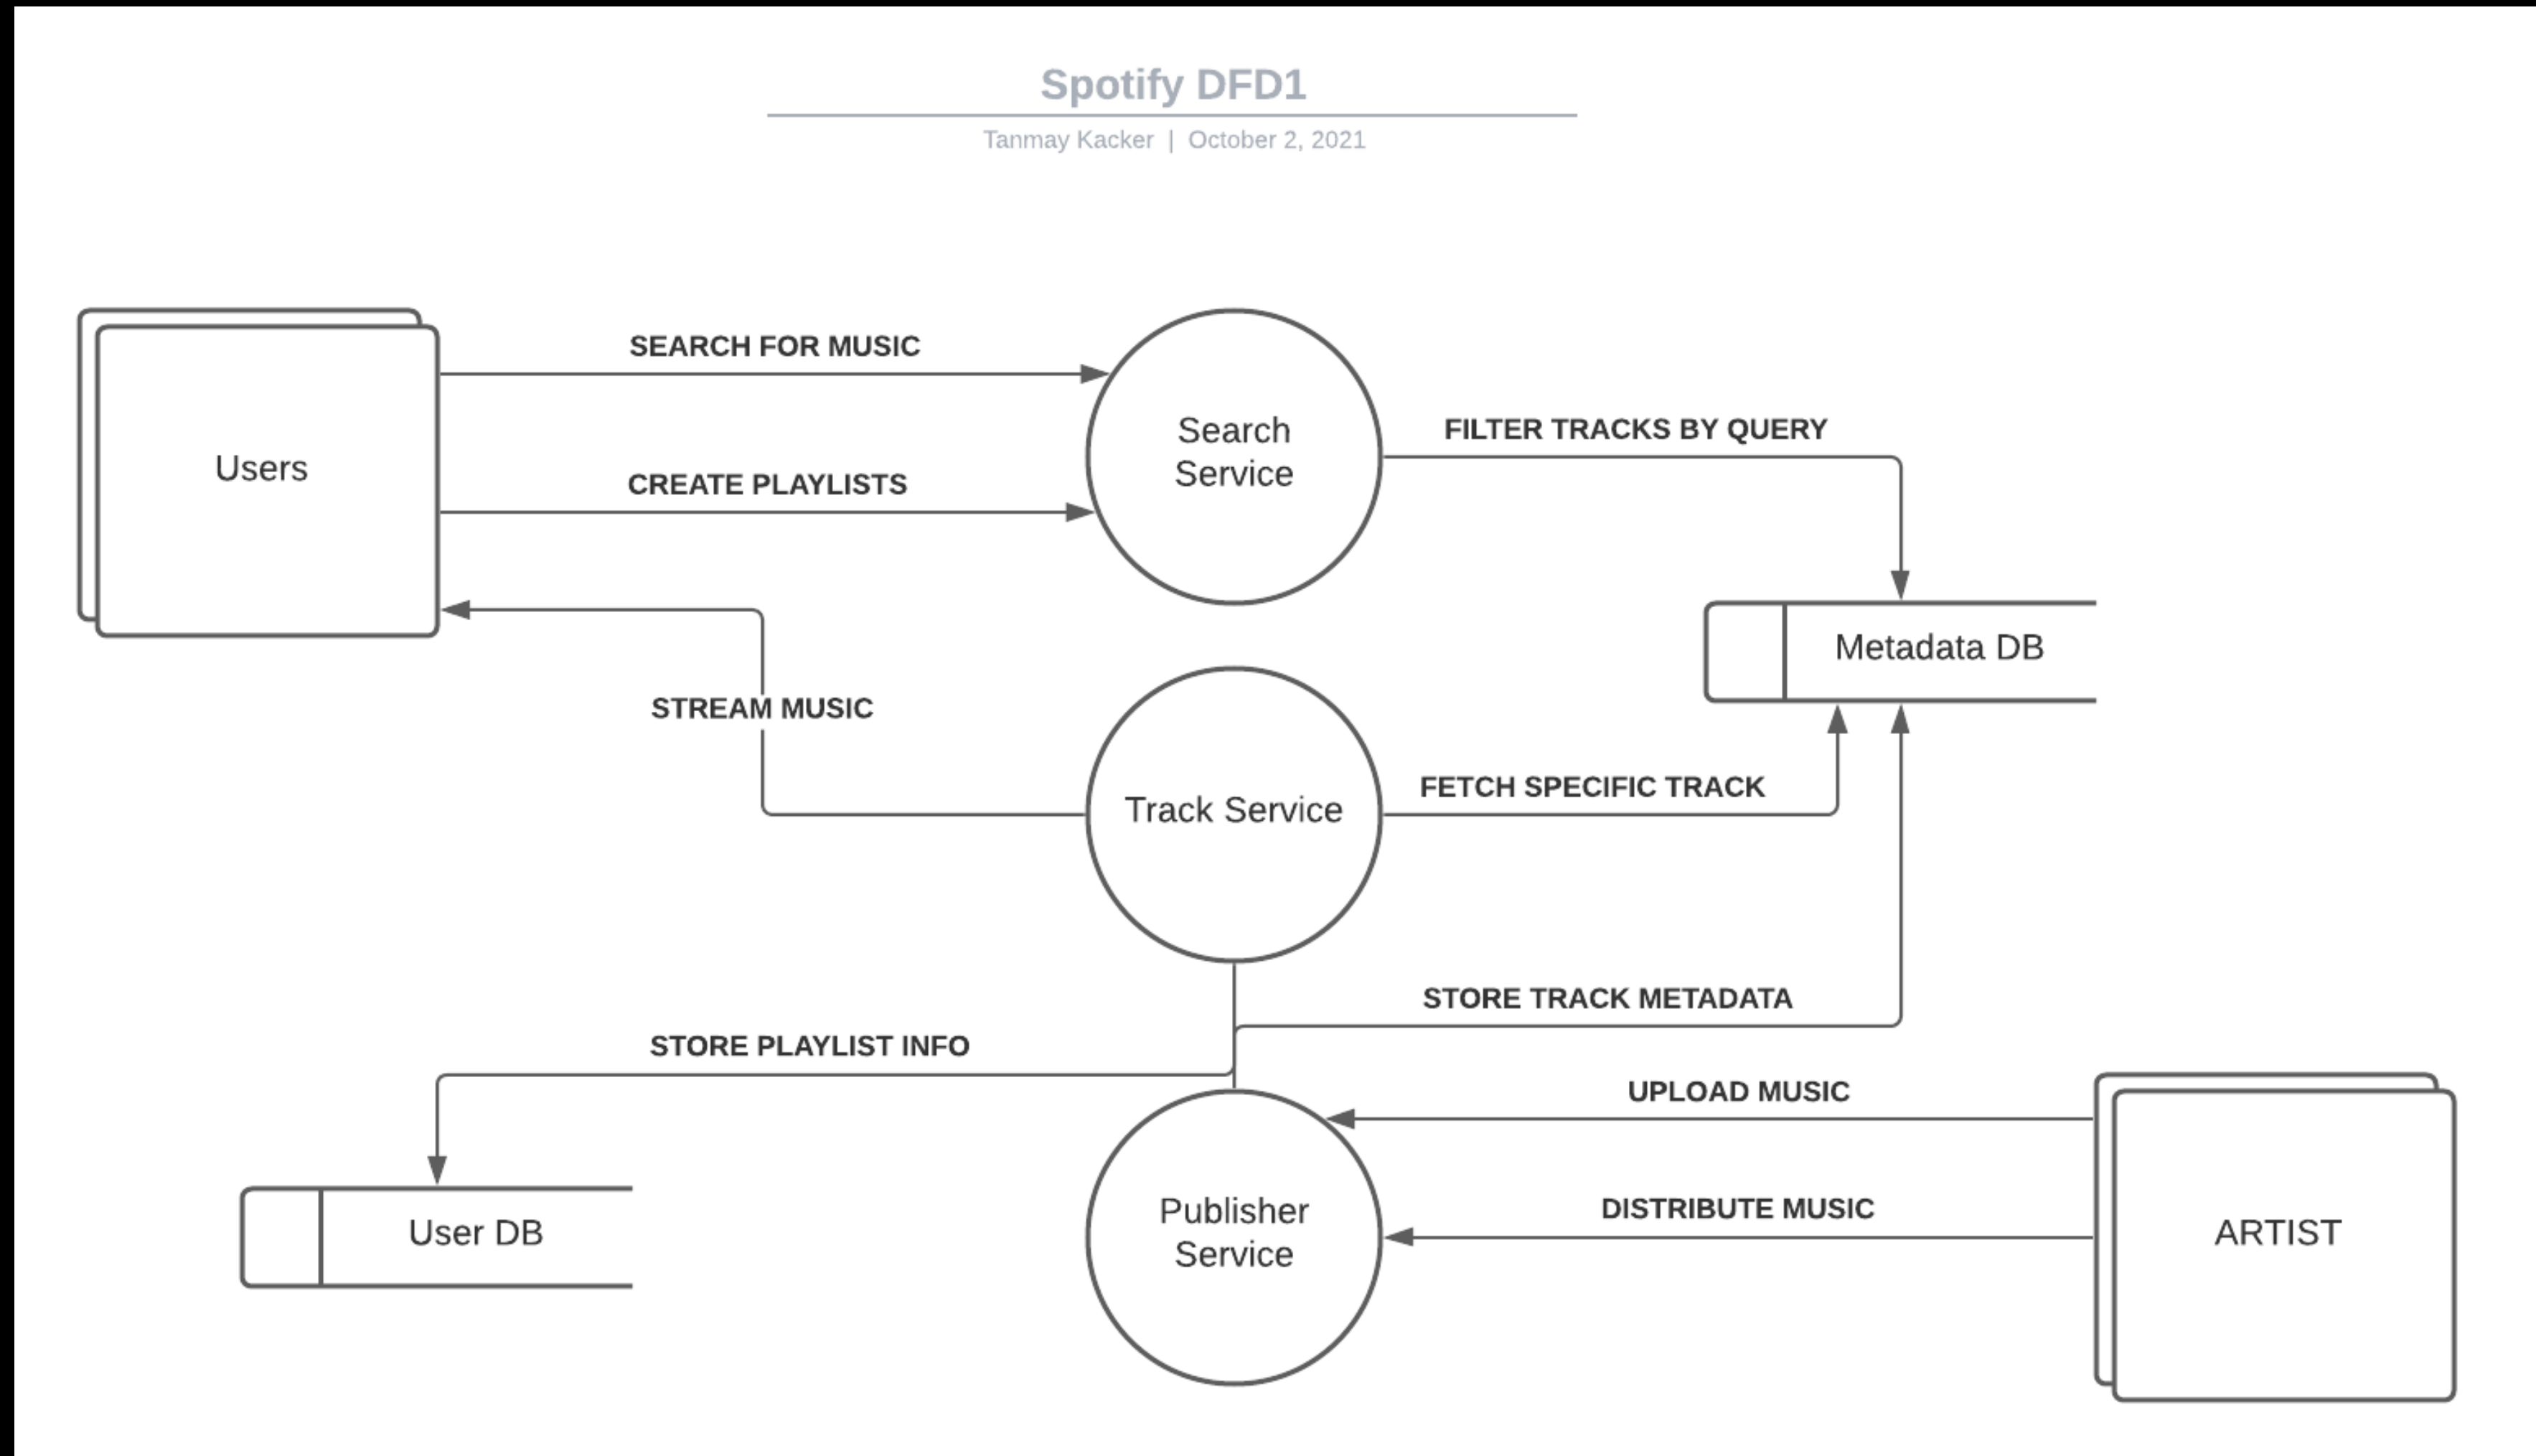 Spotify DFD1
Tanmay Kacker | October 2, 2021
SEARCH FOR MUSIC
Users
CREATE PLAYLISTS
Search
Service
FILTER TRACKS BY QUERY
Metadata DB
STREAM MUSIC
Track Service
FETCH SPECIFIC TRACK
STORE TRACK METADATA
STORE PLAYLIST INFO
UPLOAD MUSIC
User DB
Publisher
Service
DISTRIBUTE MUSIC
ARTIST